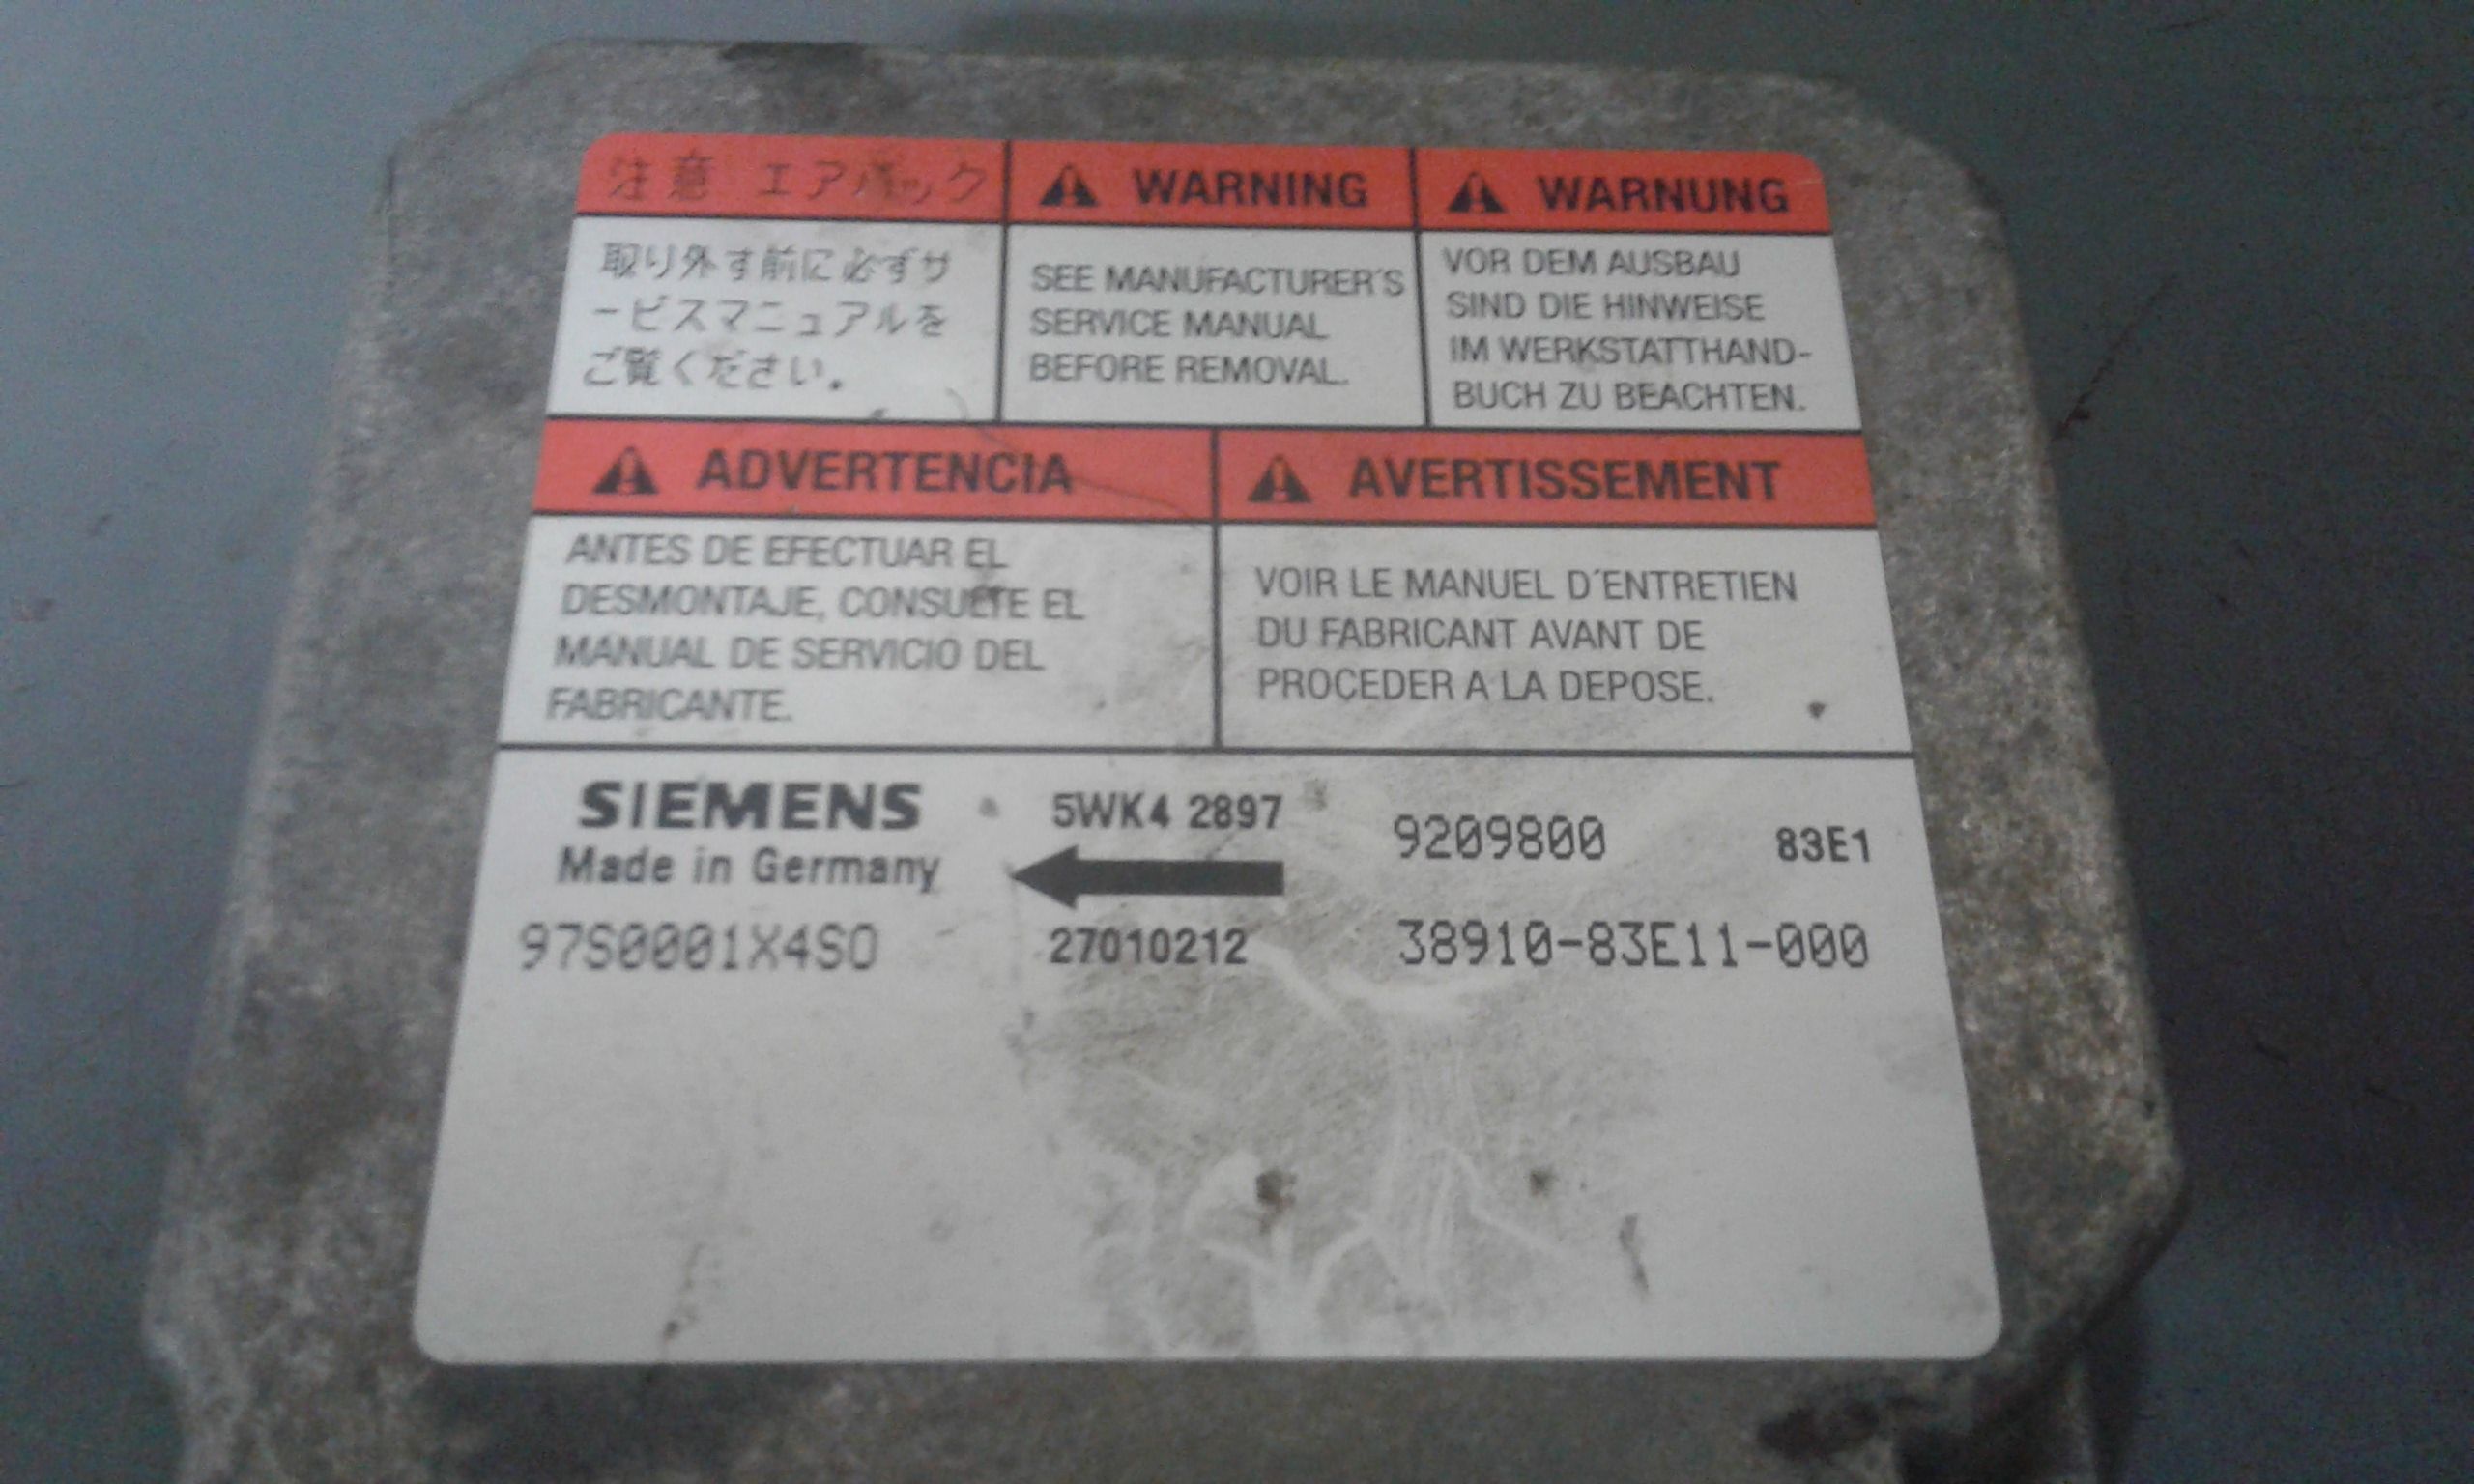 注意 エアバック
取り外す前に必ずサ
ービスマニュアルを
ご覧ください。
WARNING
SEE MANUFACTURER'S
SERVICE MANUAL
BEFORE REMOVAL.
WARNUNG
VOR DEM AUSBAU
SIND DIE HINWEISE
IM WERKSTATTHAND-
BUCH ZU BEACHTEN.
ADVERTENCIA
ANTES DE EFECTUAR EL
DESMONTAJE, CONSULTE EL
MANUAL DE SERVICIO DEL
FABRICANTE.
AVERTISSEMENT
VOIR LE MANUEL D'ENTRETIEN
DU FABRICANT AVANT DE
PROCEDER A LA DEPOSE.
SIEMENS
Made in Germany
97S0001X4SO
5WK4 2897
27010212
9209800 83E1
38910-83E11-000